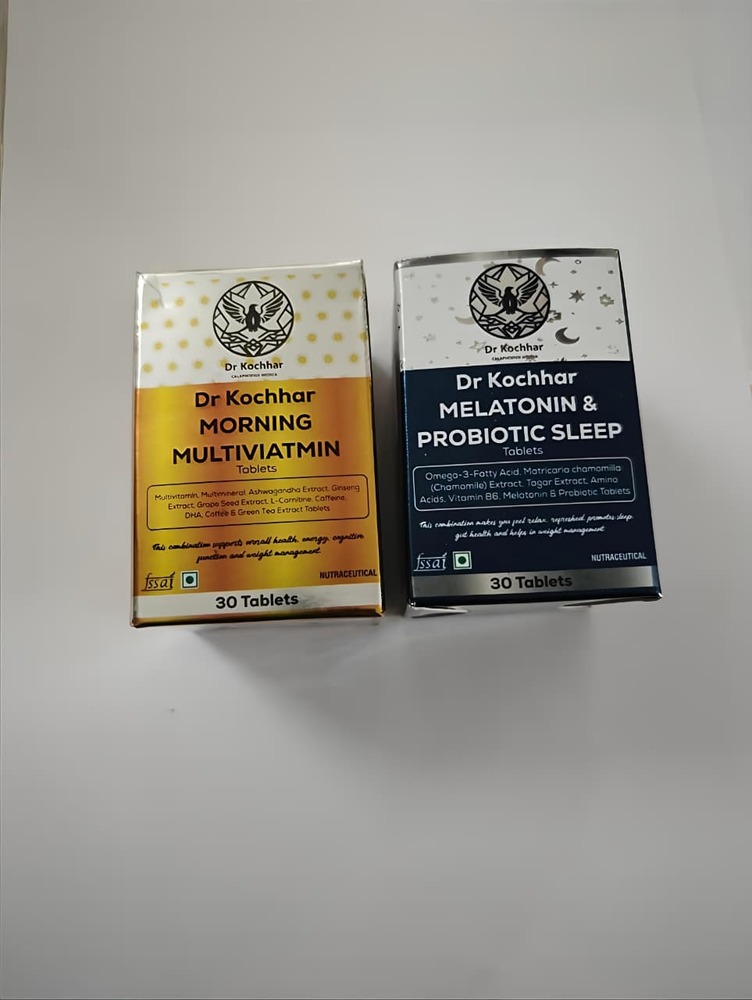 Dr Kochhar
CALAPHITIRIX MEDICA
Dr Kochhar
MORNING
MULTIVIATMIN
Tablets
Multivitamin, Multimineral, Ashwagandha Extract, Ginseng
Extract, Grape Seed Extract, L-Carnitine, Caffeine,
DHA, Coffee & Green Tea Extract Tablets
This combination supports overall health, energy, cognitive
function and weight management.
fssai
NUTRACEUTICAL
30 Tablets
Dr Kochhar
MEDICA
Dr Kochhar
MELATONIN &
PROBIOTIC SLEEP
Tablets
Omega-3-Fatty Acid, Matricaria chamomilla
(Chamomile) Extract, Tagar Extract, Amino
Acids, Vitamin B6, Melatonin & Probiotic Tablets
This combination makes you feel relax, refreshed, promotes sleep,
gut health and helps in weight management
fssai
NUTRACEUTICAL
30 Tablets